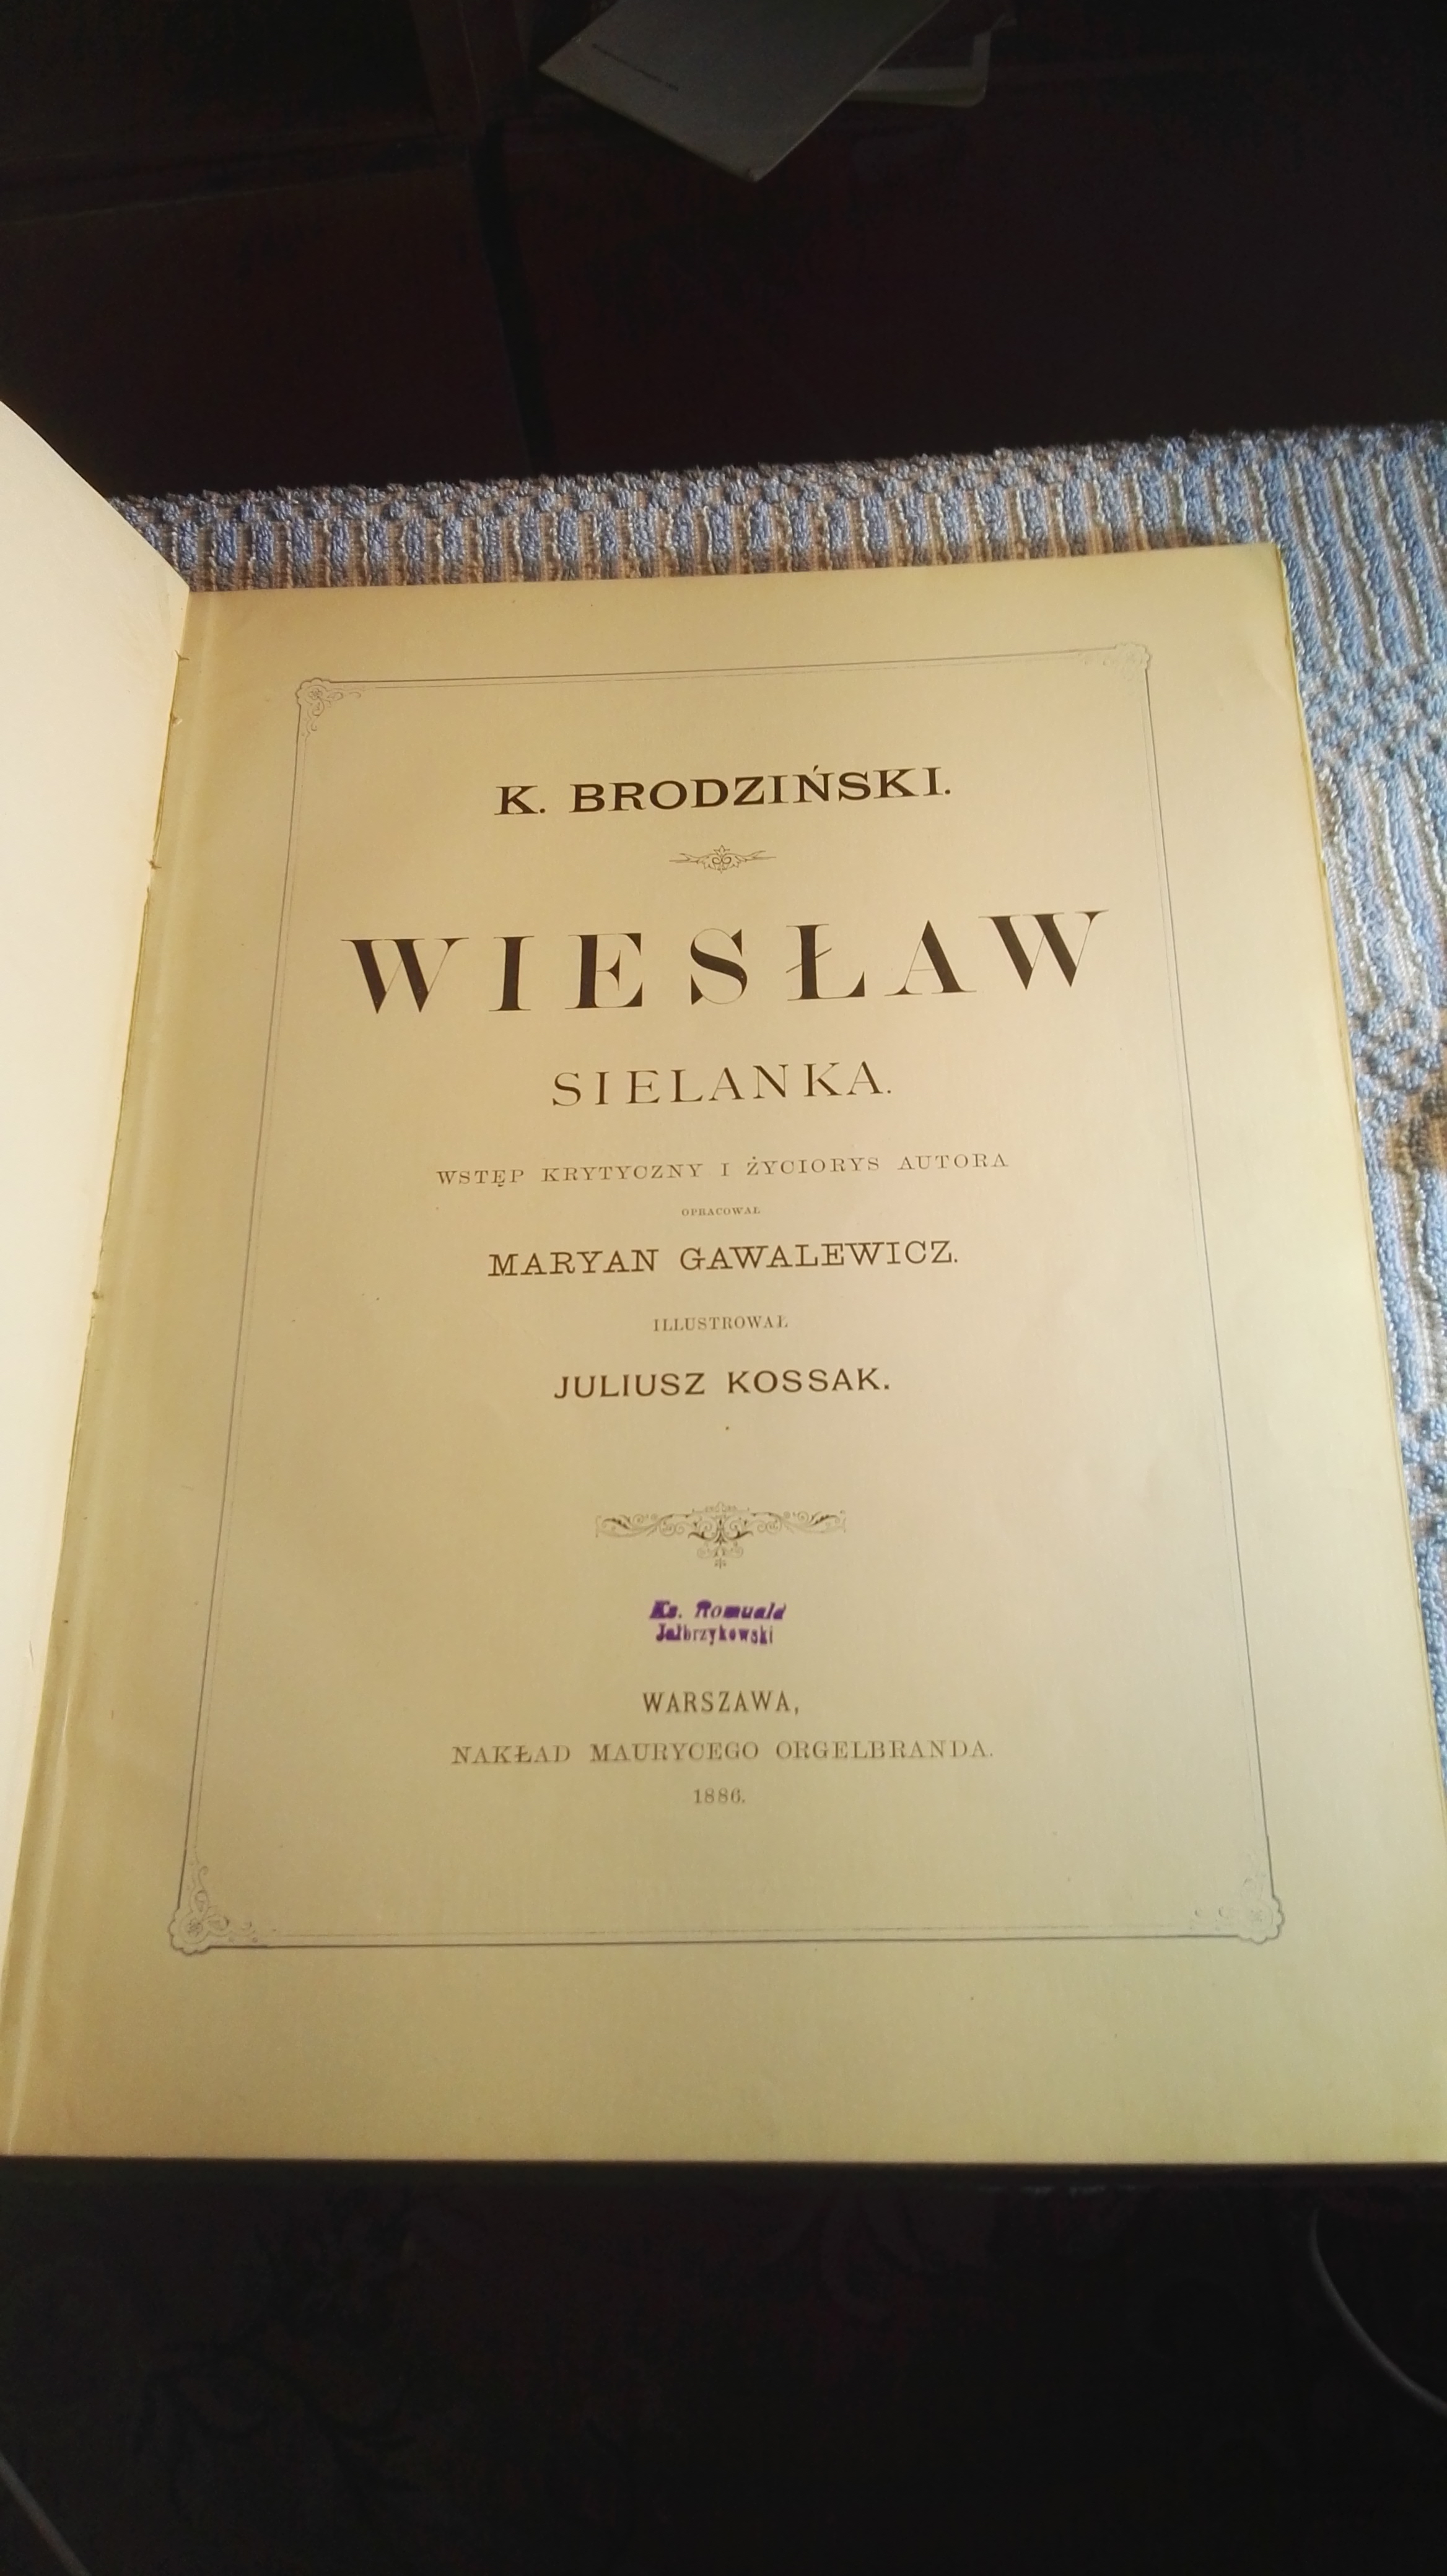 K. BRODZIŃSKI.
WIESŁAW
SIELANKA.
WSTĘP KRYTYCZNY I ŻYCIORYS AUTORA
OPRACOWAŁ
MARYAN GAWALEWICZ.
ILLUSTROWAŁ
JULIUSZ KOSSAK.
Ks. Romuald
Jałbrzykowski
WARSZAWA,
NAKŁAD MAURYCEGO ORGELBRANDA.
1886.